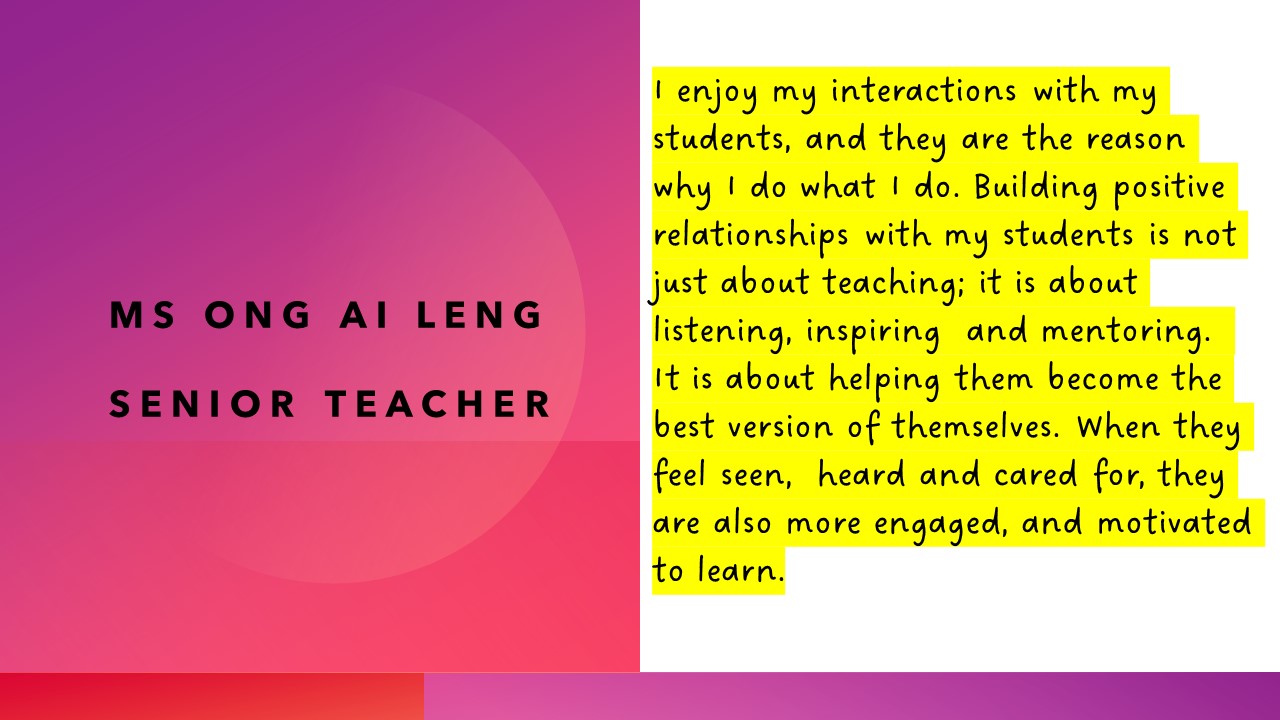 MS ONG AI LENG
SENIOR TEACHER
I enjoy my interactions with my
students, and they are the reason
why I do what I do. Building positive
relationships with my students is not
just about teaching; it is about
listening, inspiring  and mentoring.
It is about helping them become the
best version of themselves. When they
feel seen,  heard and cared for, they
are also more engaged, and motivated
to learn.